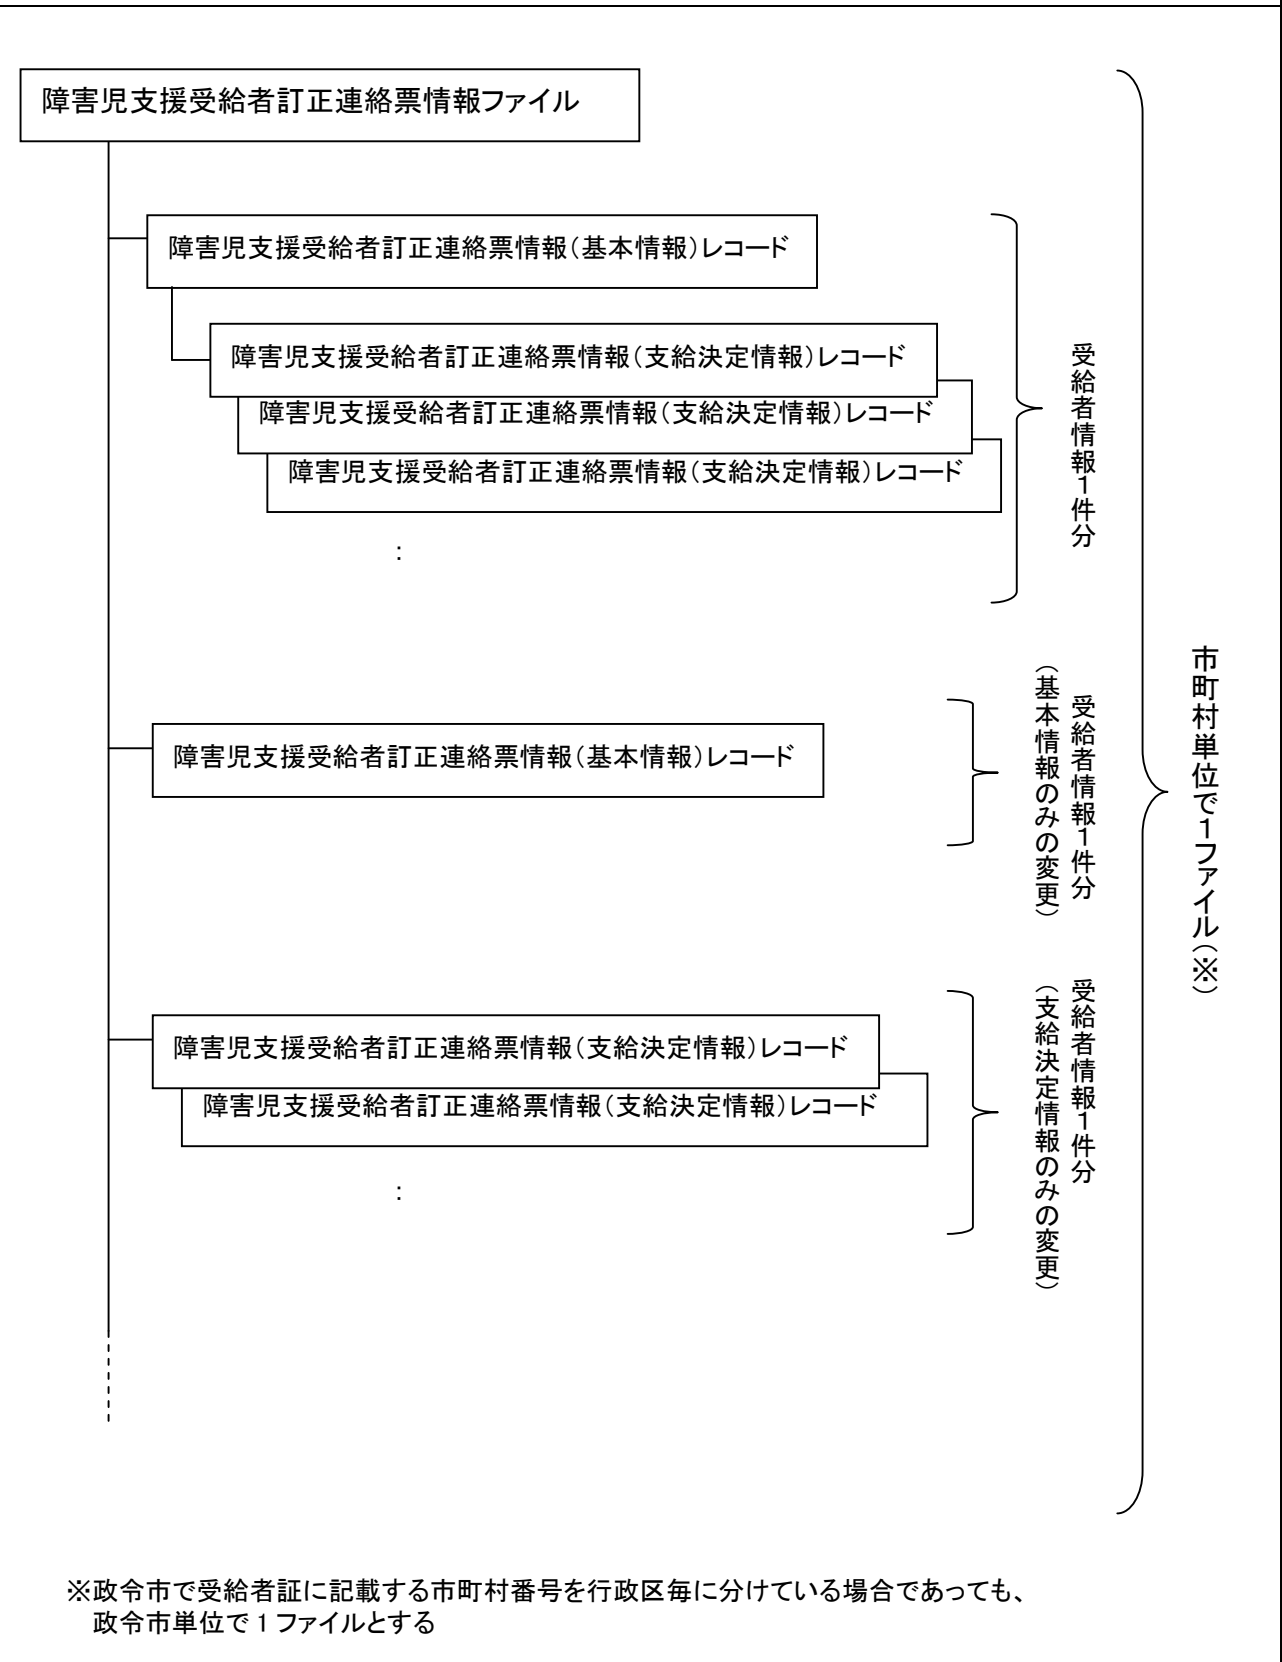 障害児支援受給者訂正連絡票情報ファイル
障害児支援受給者訂正連絡票情報（基本情報）レコード
障害児支援受給者訂正連絡票情報（支給決定情報）レコード
障害児支援受給者訂正連絡票情報（支給決定情報）レコード
障害児支援受給者訂正連絡票情報（支給決定情報）レコード
：
受給者情報１件分
障害児支援受給者訂正連絡票情報（基本情報）レコード
受給者情報１件分
（基本情報のみの変更）
障害児支援受給者訂正連絡票情報（支給決定情報）レコード
障害児支援受給者訂正連絡票情報（支給決定情報）レコード
：
受給者情報１件分
（支給決定情報のみの変更）
市町村単位で１ファイル（※）
※政令市で受給者証に記載する市町村番号を行政区毎に分けている場合であっても、
政令市単位で１ファイルとする